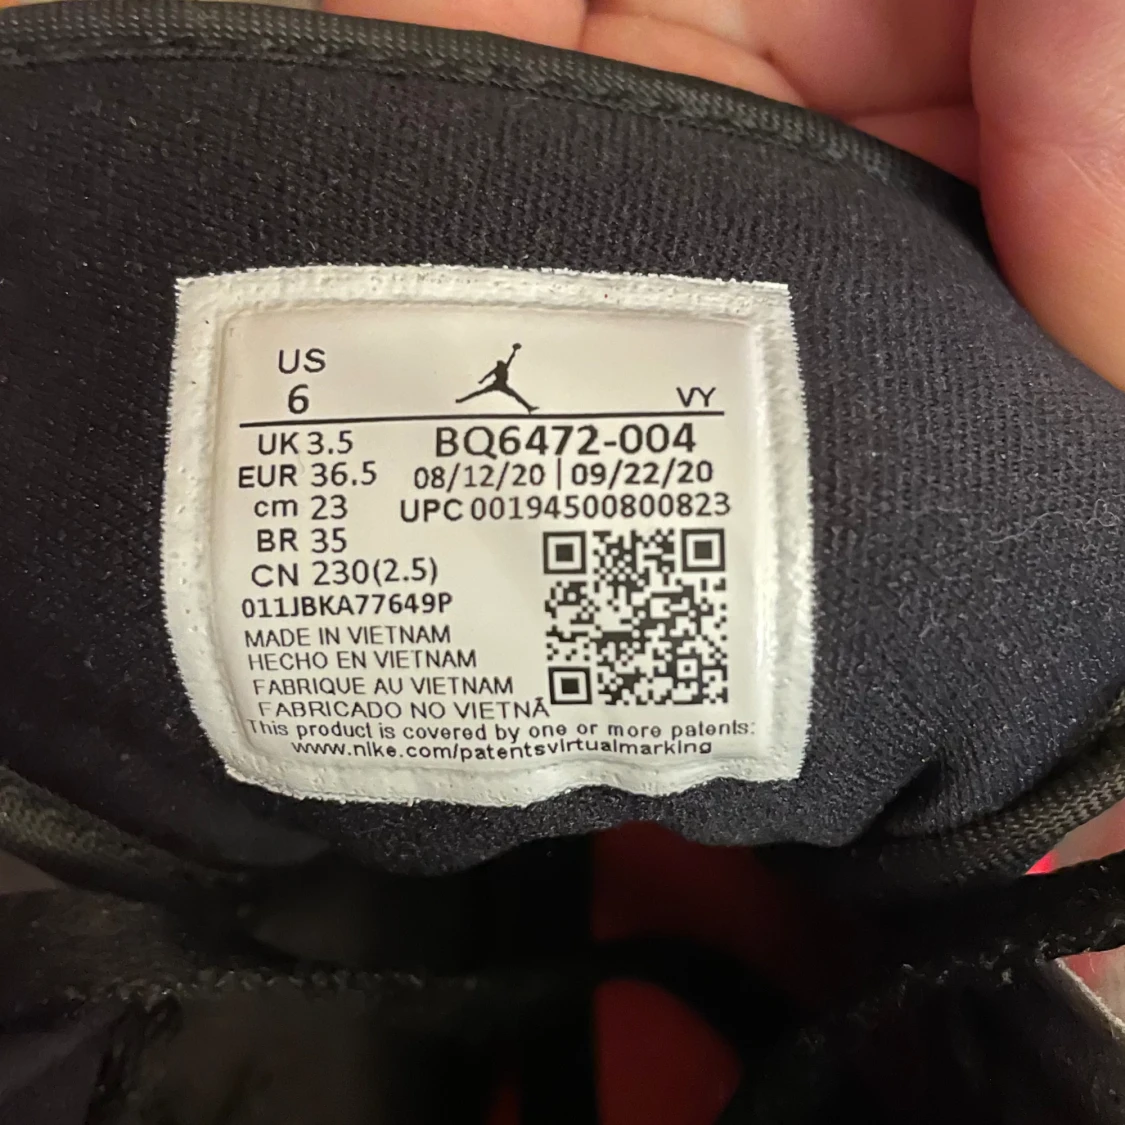 US
6
VY
UK 3.5
BQ6472-004
EUR 36.5
08/12/20 | 09/22/20
cm 23
UPC 00194500800823
BR 35
CN 230(2.5)
011JBKA77649P
MADE IN VIETNAM
HECHO EN VIETNAM
FABRIQUE AU VIETNAM
FABRICADO NO VIETNÃ
This product is covered by one or more patents:
www.nike.com/patentsvirtualmarking